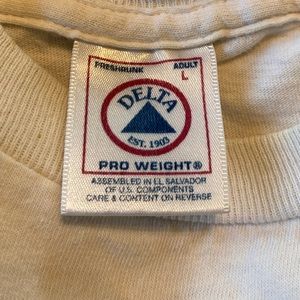 PRESHRUNK ADULT
L
DELTA
EST. 1903
PRO WEIGHT®
ASSEMBLED IN EL SALVADOR
OF U.S. COMPONENTS
CARE & CONTENT ON REVERSE